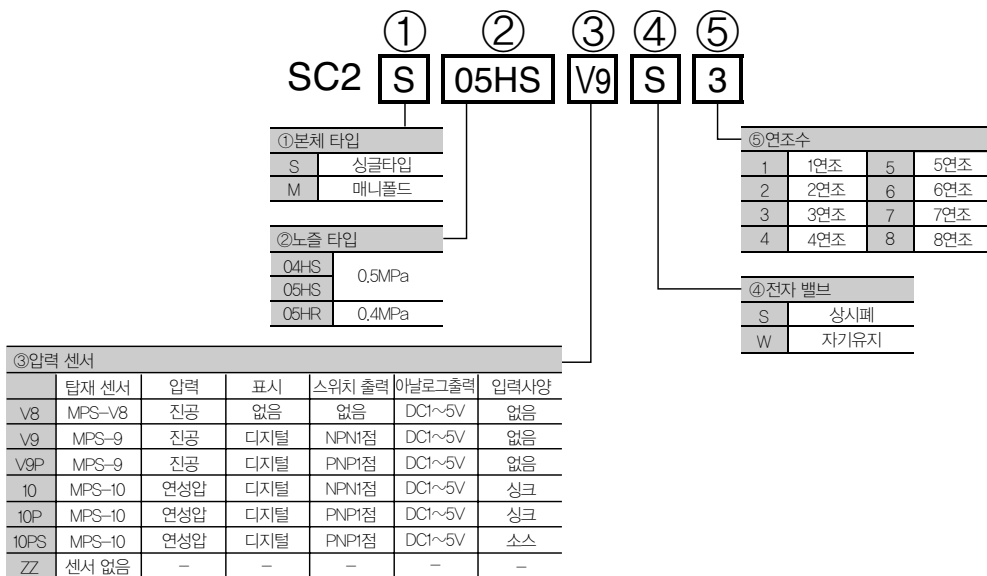 ① ② ③ ④ ⑤
SC2 S 05HS V9 S 3
①본체 타입
S 싱글타입
M 매니폴드
②노즐 타입
04HS 0.5MPa
05HS
05HR 0.4MPa
③압력 센서
탑재 센서 압력 표시 스위치 출력 아날로그출력 입력사양
V8 MPS-V8 진공 없음 없음 DC1~5V 없음
V9 MPS-9 진공 디지털 NPN1점 DC1~5V 없음
V9P MPS-9 진공 디지털 PNP1점 DC1~5V 없음
10 MPS-10 연성압 디지털 NPN1점 DC1~5V 싱크
10P MPS-10 연성압 디지털 PNP1점 DC1~5V 싱크
10PS MPS-10 연성압 디지털 PNP1점 DC1~5V 소스
ZZ 센서 없음 - - - - -
④전자 밸브
S 상시폐
W 자기유지
⑤연조수
1 1연조 5 5연조
2 2연조 6 6연조
3 3연조 7 7연조
4 4연조 8 8연조